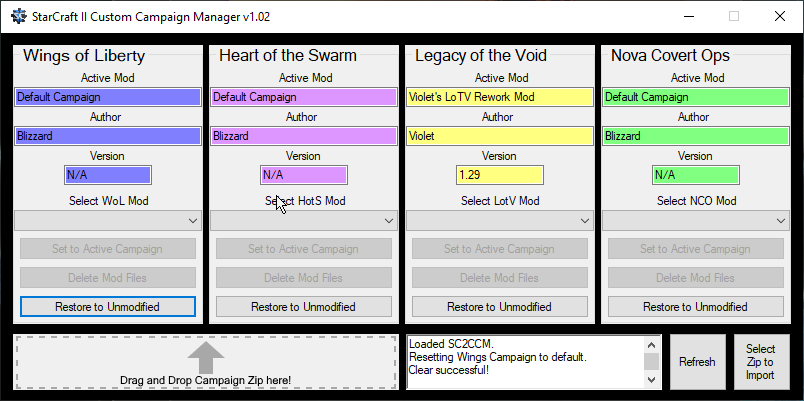 StarCraft II Custom Campaign Manager v1.02
Wings of Liberty
Active Mod
Default Campaign
Author
Blizzard
Version
N/A
Select WoL Mod
Set to Active Campaign
Delete Mod Files
Restore to Unmodified
Heart of the Swarm
Active Mod
Default Campaign
Author
Blizzard
Version
N/A
Select HotS Mod
Set to Active Campaign
Delete Mod Files
Restore to Unmodified
Legacy of the Void
Active Mod
Violet's LoTV Rework Mod
Author
Violet
Version
1.29
Select LotV Mod
Set to Active Campaign
Delete Mod Files
Restore to Unmodified
Nova Covert Ops
Active Mod
Default Campaign
Author
Blizzard
Version
N/A
Select NCO Mod
Set to Active Campaign
Delete Mod Files
Restore to Unmodified
Drag and Drop Campaign Zip here!
Loaded SC2CCM.
Resetting Wings Campaign to default.
Clear successful!
Refresh
Select
Zip to
Import